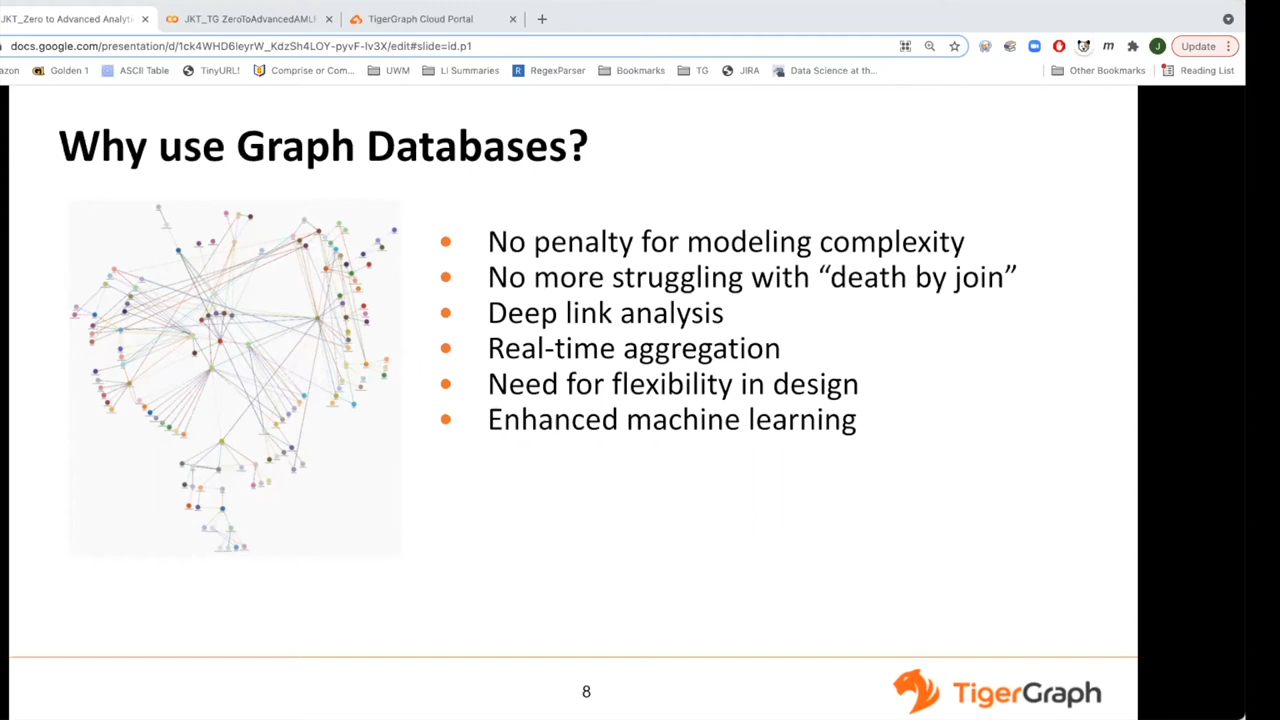 JKT_Zero to Advanced Analyti
JKT_TG ZeroToAdvancedAMLF
TigerGraph Cloud Portal
docs.google.com/presentation/d/1ck4WHD6leyrW_KdzSh4LOY-pyvF-lv3X/edit#slide=id.p1
J
Update
azon
Golden 1
ASCII Table
TinyURL!
Comprise or Com...
UWM
LI Summaries
R
RegexParser
Bookmarks
TG
JIRA
Data Science at th...
Other Bookmarks
Reading List
Why use Graph Databases?
• No penalty for modeling complexity
• No more struggling with “death by join”
• Deep link analysis
• Real-time aggregation
• Need for flexibility in design
• Enhanced machine learning
8
TigerGraph